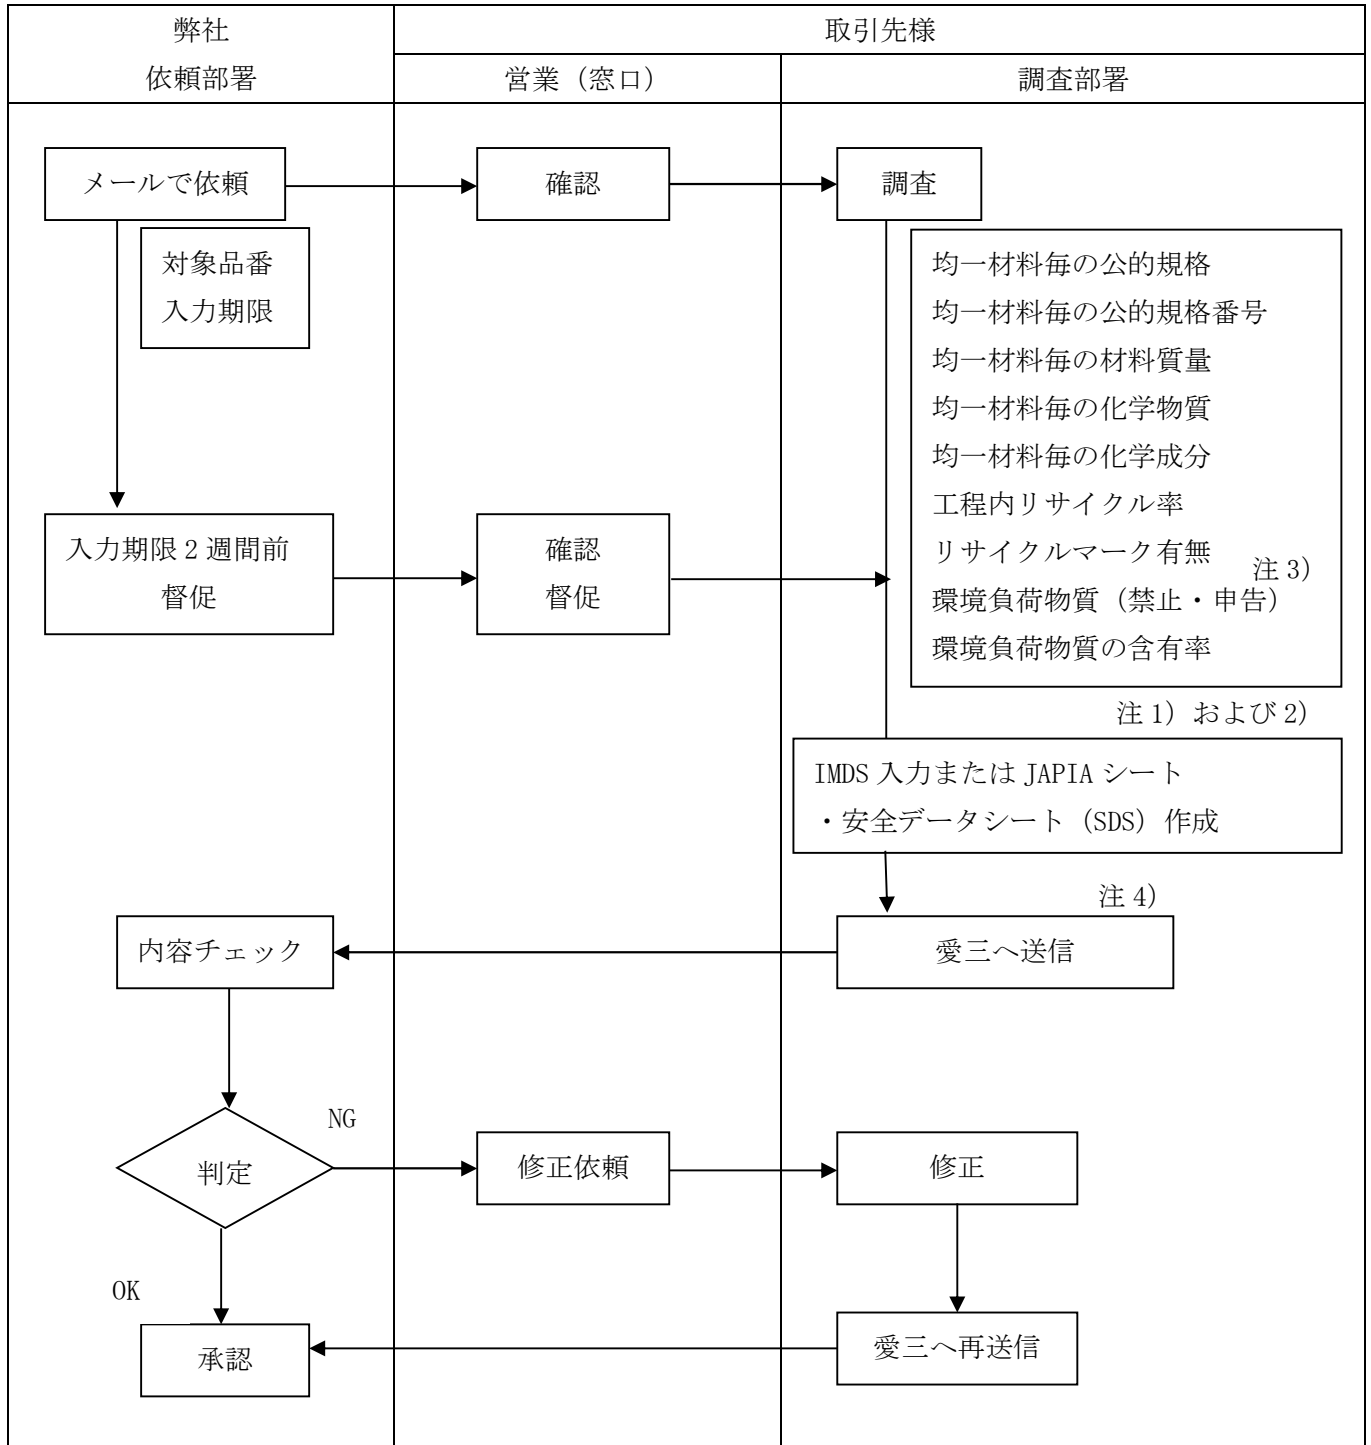 弊社
依頼部署
取引先様
営業（窓口）
調査部署
メールで依頼
確認
調査
対象品番
入力期限
均一材料毎の公的規格
均一材料毎の公的規格番号
均一材料毎の材料質量
均一材料毎の化学物質
均一材料毎の化学成分
工程内リサイクル率
リサイクルマーク有無
注3）
環境負荷物質（禁止・申告）
環境負荷物質の含有率
入力期限2週間前
督促
確認
督促
注1）および2）
IMDS入力またはJAPIAシート
・安全データシート（SDS）作成
注4）
内容チェック
愛三へ送信
判定
NG
修正依頼
修正
OK
承認
愛三へ再送信